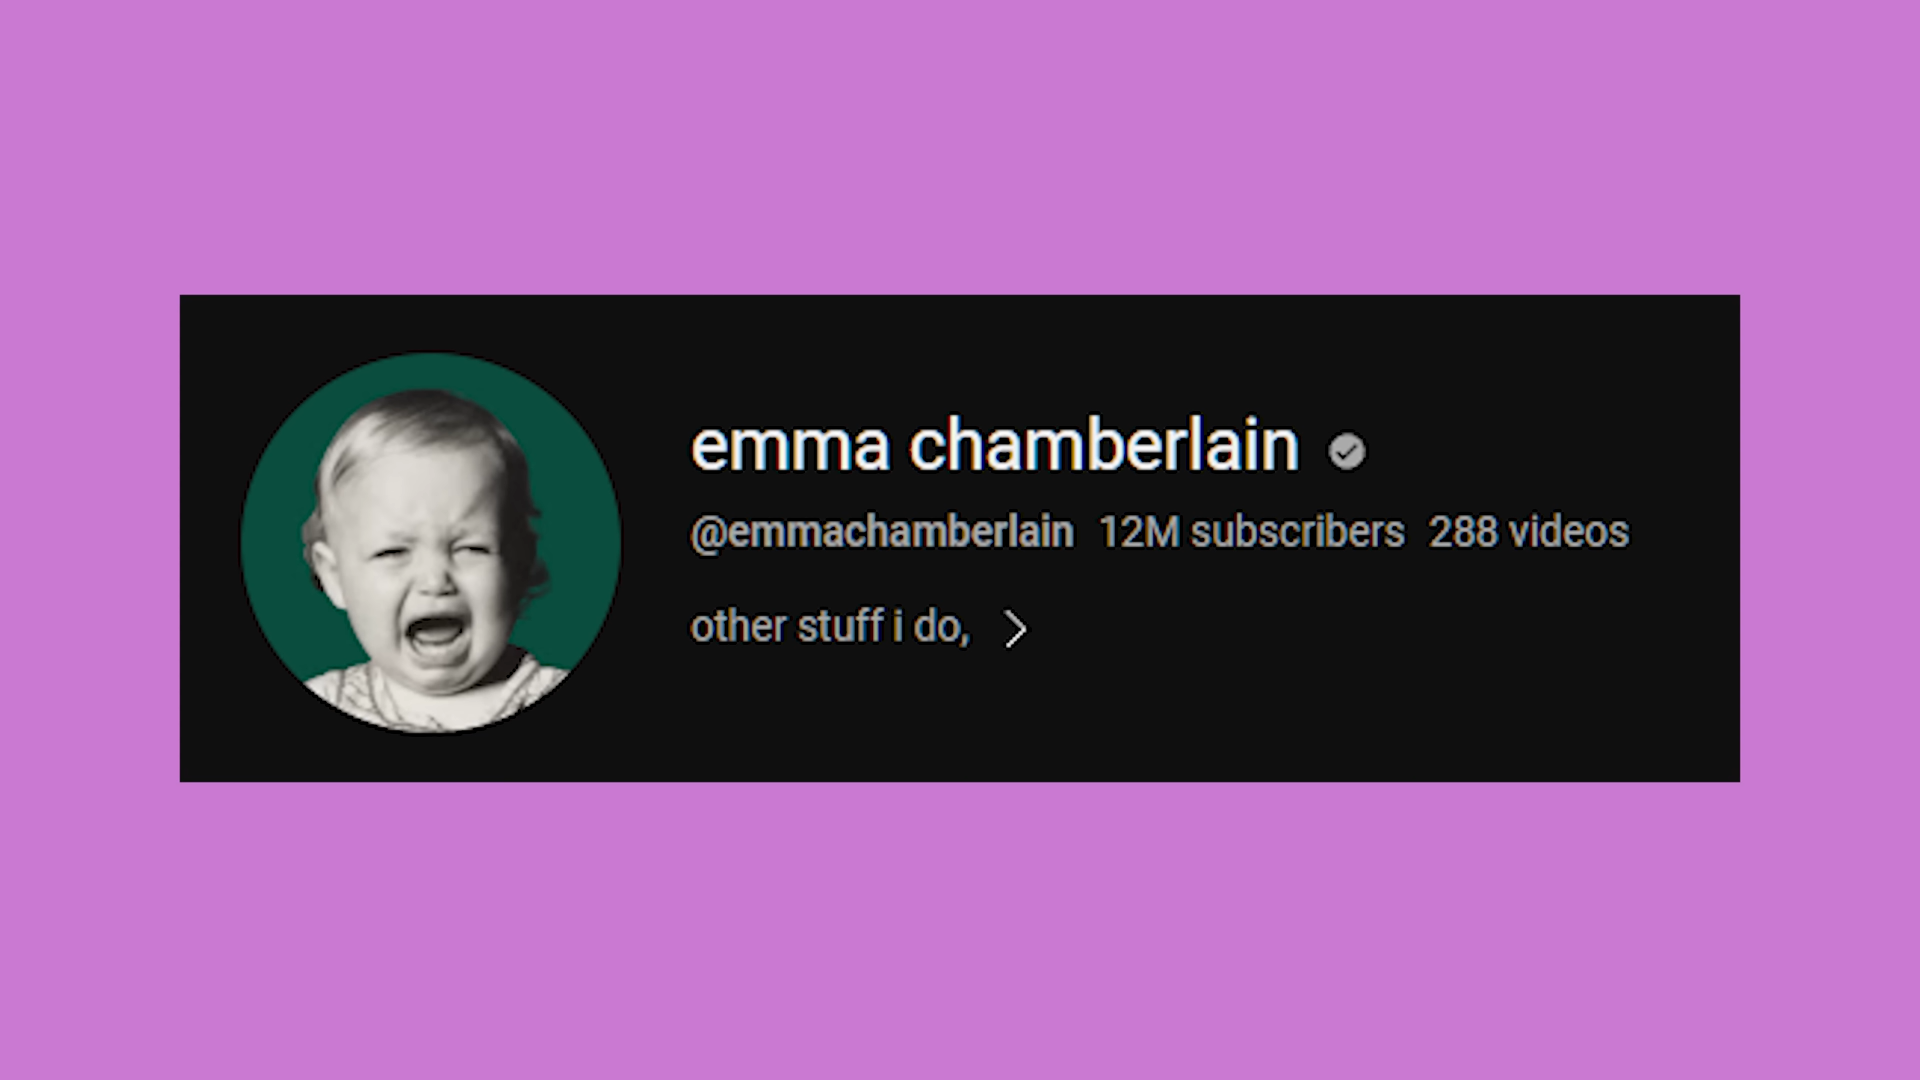 emma chamberlain
@emmachamberlain 12M subscribers 288 videos
other stuff i do,